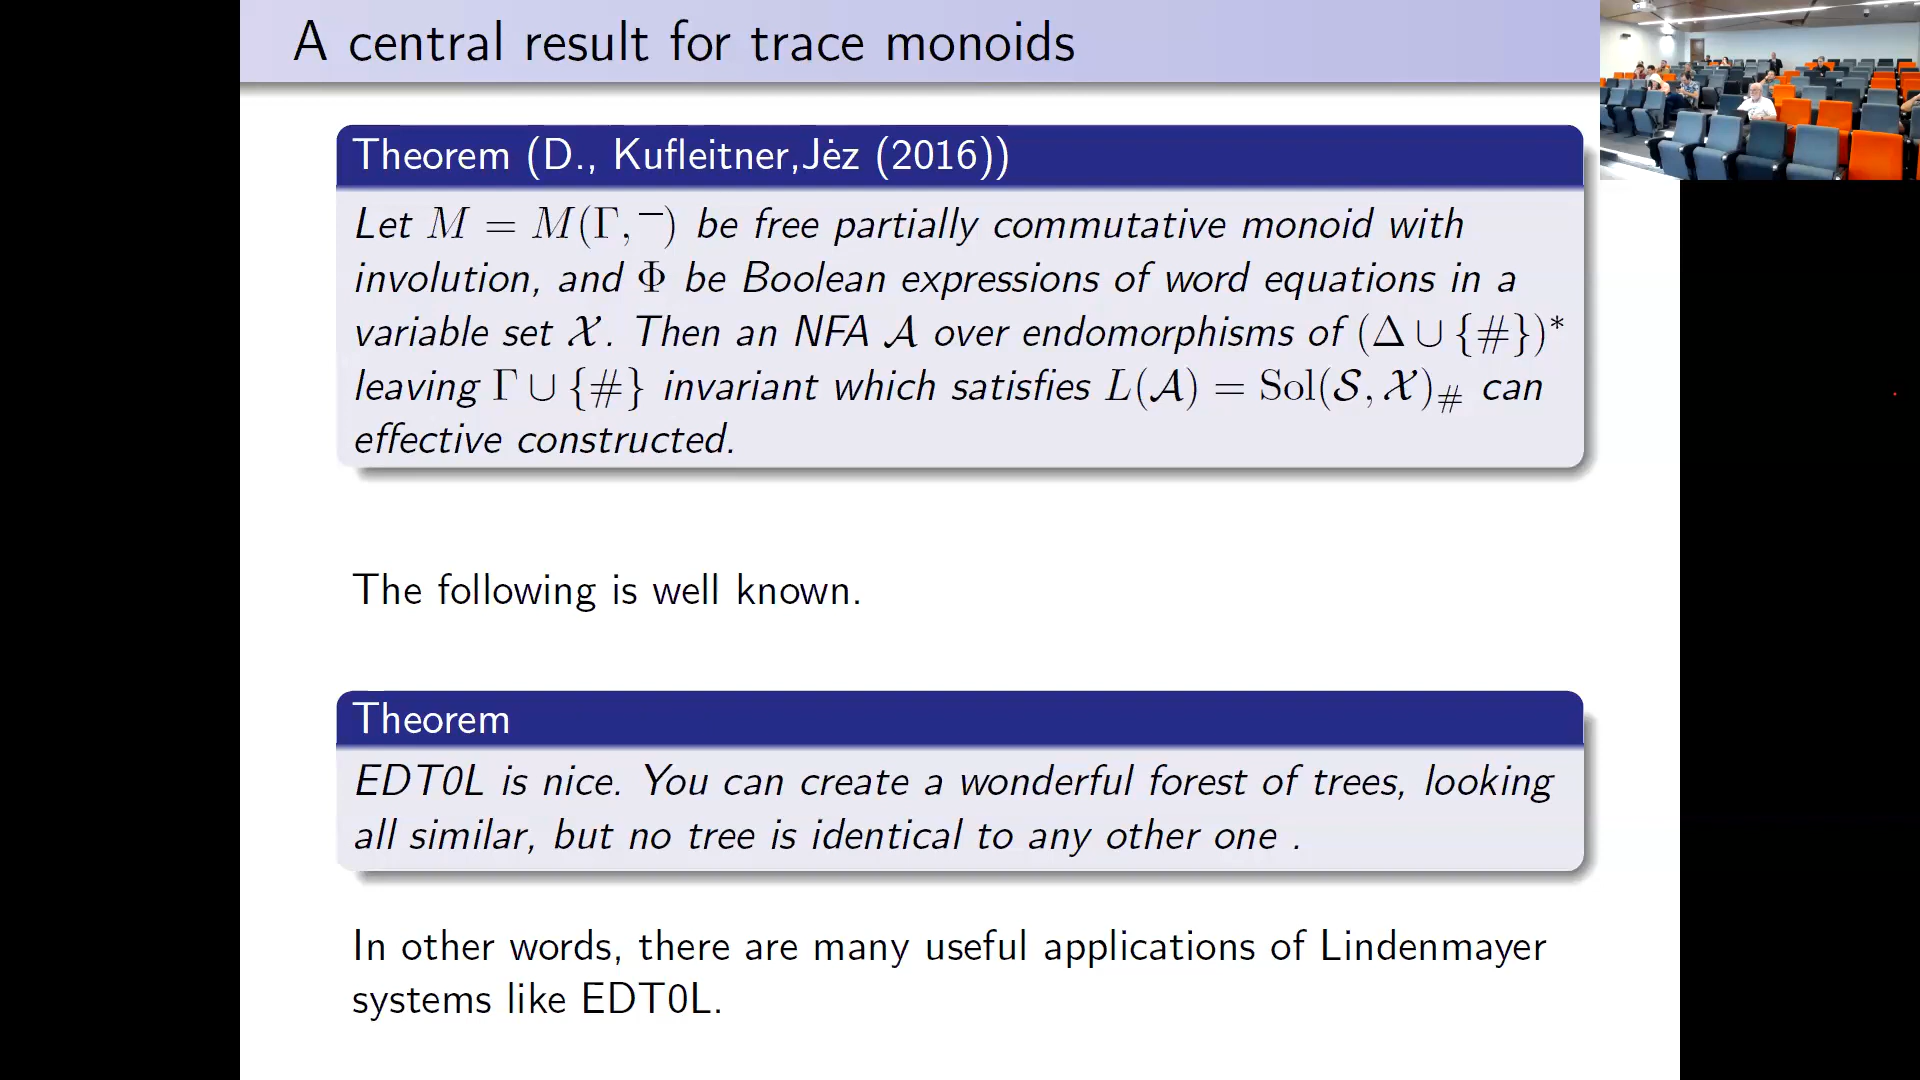 A central result for trace monoids
Theorem (D., Kufleitner,Jėz (2016))
Let M = M(Γ, ¯) be free partially commutative monoid with
involution, and Φ be Boolean expressions of word equations in a
variable set 𝒳. Then an NFA 𝒜 over endomorphisms of (Δ ∪ {#})*
leaving Γ ∪ {#} invariant which satisfies L(𝒜) = Sol(𝒮, 𝒳)# can
effective constructed.
The following is well known.
Theorem
EDT0L is nice. You can create a wonderful forest of trees, looking
all similar, but no tree is identical to any other one .
In other words, there are many useful applications of Lindenmayer
systems like EDT0L.